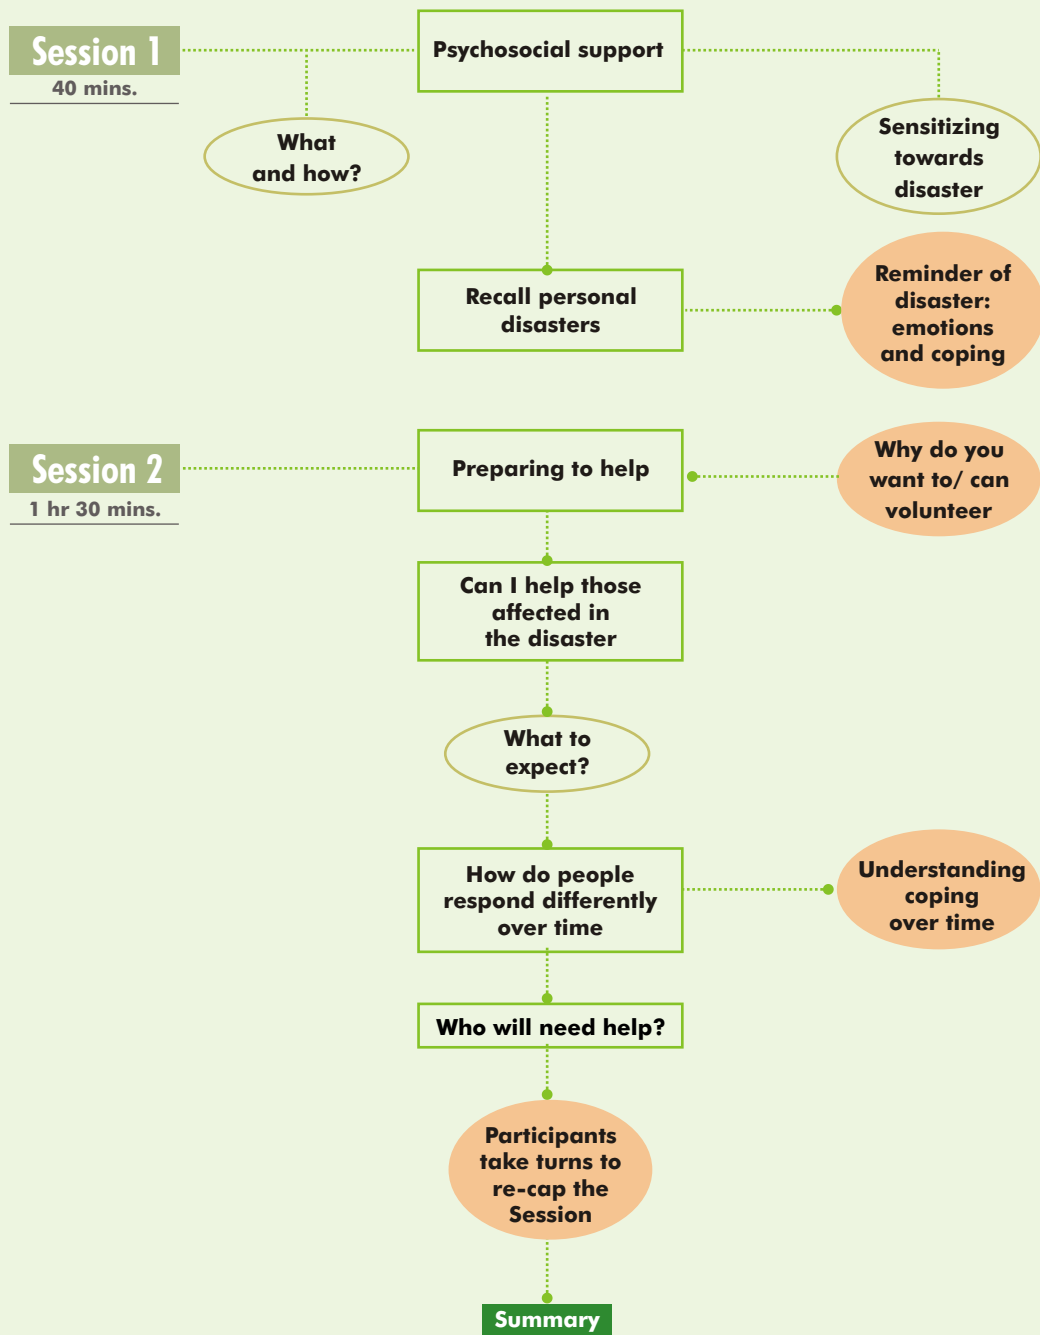 Session 1
40 mins.
Psychosocial support
What
and how?
Sensitizing
towards
disaster
Recall personal
disasters
Reminder of
disaster:
emotions
and coping
Session 2
1 hr 30 mins.
Preparing to help
Why do you
want to/ can
volunteer
Can I help those
affected in
the disaster
What to
expect?
How do people
respond differently
over time
Understanding
coping
over time
Who will need help?
Participants
take turns to
re-cap the
Session
Summary